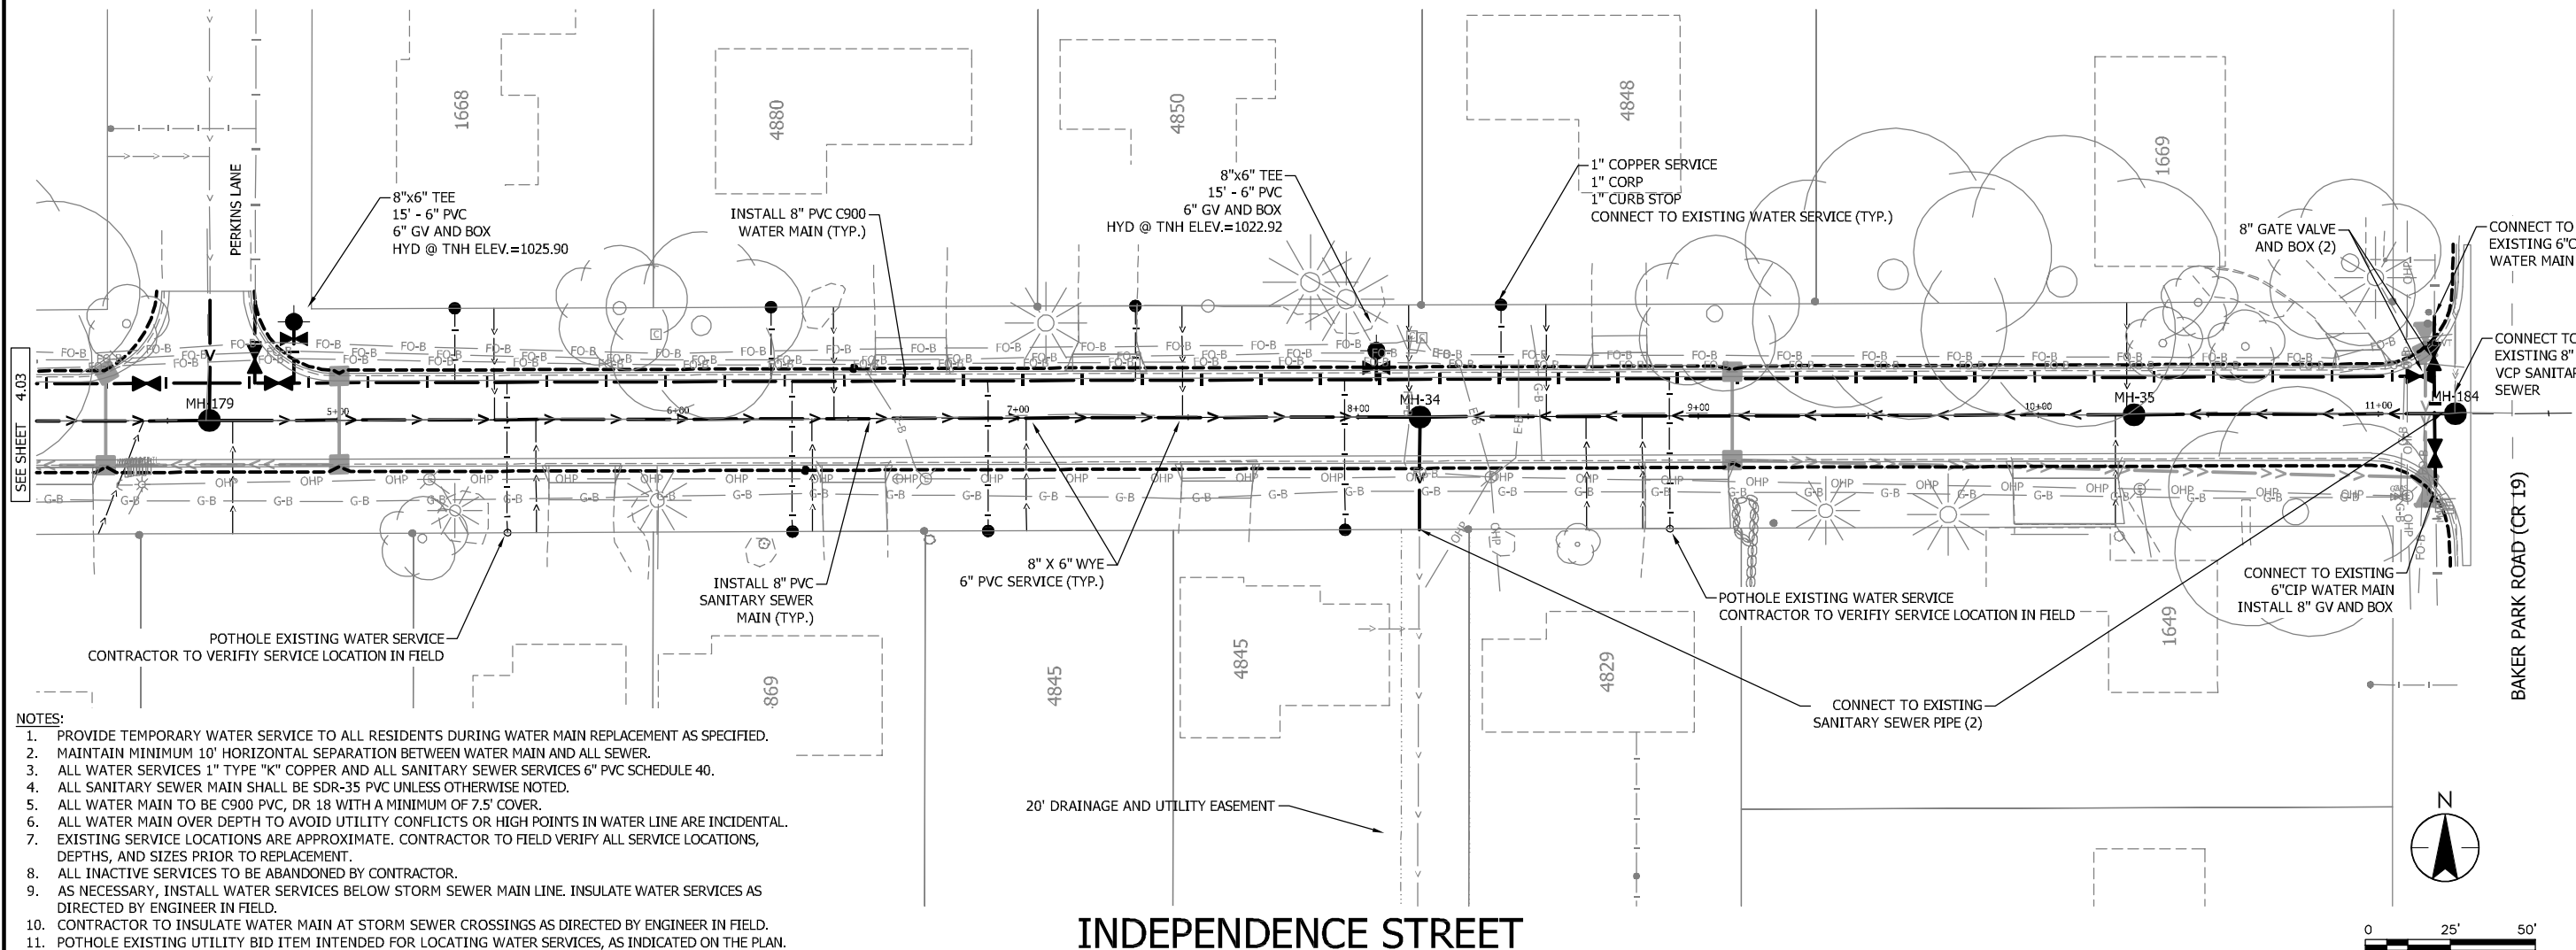 1668
4880
4850
4848
1669
PERKINS LANE
8"x6" TEE
15' - 6" PVC
6" GV AND BOX
HYD @ TNH ELEV.=1025.90
INSTALL 8" PVC C900
WATER MAIN (TYP.)
8"x6" TEE
15' - 6" PVC
6" GV AND BOX
HYD @ TNH ELEV.=1022.92
1" COPPER SERVICE
1" CORP
1" CURB STOP
CONNECT TO EXISTING WATER SERVICE (TYP.)
8" GATE VALVE
AND BOX (2)
CONNECT TO
EXISTING 6"C
WATER MAIN
CONNECT TO
EXISTING 8"
VCP SANITAR
SEWER
SEE SHEET 4.03
MH-179
5+00
6+00
7+00
8+00
MH-34
9+00
10+00
MH-35
11+00
MH-184
FO-B
OHP
G-B
E-B
BAKER PARK ROAD (CR 19)
8" X 6" WYE
6" PVC SERVICE (TYP.)
INSTALL 8" PVC
SANITARY SEWER
MAIN (TYP.)
POTHOLE EXISTING WATER SERVICE
CONTRACTOR TO VERIFIY SERVICE LOCATION IN FIELD
POTHOLE EXISTING WATER SERVICE
CONTRACTOR TO VERIFIY SERVICE LOCATION IN FIELD
CONNECT TO EXISTING
6"CIP WATER MAIN
INSTALL 8" GV AND BOX
CONNECT TO EXISTING
SANITARY SEWER PIPE (2)
869
4845
4845
4829
1649
20' DRAINAGE AND UTILITY EASEMENT
NOTES:
1. PROVIDE TEMPORARY WATER SERVICE TO ALL RESIDENTS DURING WATER MAIN REPLACEMENT AS SPECIFIED.
2. MAINTAIN MINIMUM 10' HORIZONTAL SEPARATION BETWEEN WATER MAIN AND ALL SEWER.
3. ALL WATER SERVICES 1" TYPE "K" COPPER AND ALL SANITARY SEWER SERVICES 6" PVC SCHEDULE 40.
4. ALL SANITARY SEWER MAIN SHALL BE SDR-35 PVC UNLESS OTHERWISE NOTED.
5. ALL WATER MAIN TO BE C900 PVC, DR 18 WITH A MINIMUM OF 7.5' COVER.
6. ALL WATER MAIN OVER DEPTH TO AVOID UTILITY CONFLICTS OR HIGH POINTS IN WATER LINE ARE INCIDENTAL.
7. EXISTING SERVICE LOCATIONS ARE APPROXIMATE. CONTRACTOR TO FIELD VERIFY ALL SERVICE LOCATIONS,
DEPTHS, AND SIZES PRIOR TO REPLACEMENT.
8. ALL INACTIVE SERVICES TO BE ABANDONED BY CONTRACTOR.
9. AS NECESSARY, INSTALL WATER SERVICES BELOW STORM SEWER MAIN LINE. INSULATE WATER SERVICES AS
DIRECTED BY ENGINEER IN FIELD.
10. CONTRACTOR TO INSULATE WATER MAIN AT STORM SEWER CROSSINGS AS DIRECTED BY ENGINEER IN FIELD.
11. POTHOLE EXISTING UTILITY BID ITEM INTENDED FOR LOCATING WATER SERVICES, AS INDICATED ON THE PLAN.
INDEPENDENCE STREET
N
0 25' 50'